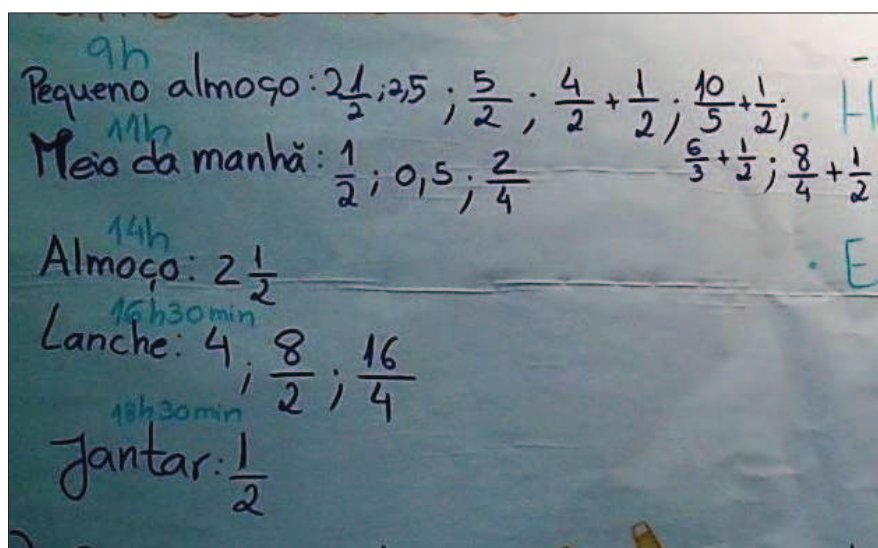 9h
Pequeno almoço: 2 1/2 ; 2,5 ; 5/2 ; 4/2 + 1/2 ; 10/5 + 1/2 ;
6/3 + 1/2 ; 8/4 + 1/2
11h
Meio da manhã: 1/2 ; 0,5 ; 2/4
14h
Almoço: 2 1/2
16h30min
Lanche: 4 ; 8/2 ; 16/4
18h30min
Jantar: 1/2